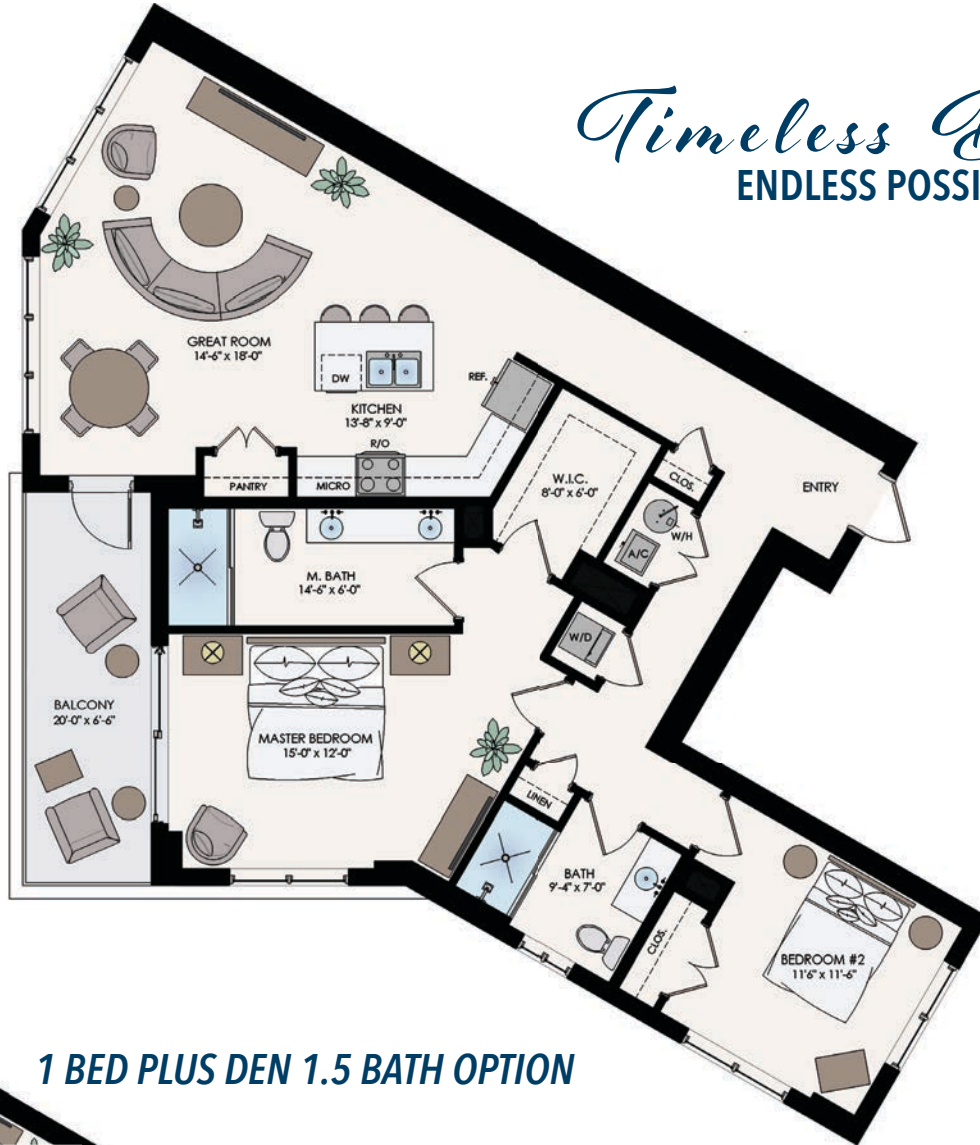 Timeless
ENDLESS POSSI
GREAT ROOM
14'-6" x 18'-0"
DW
KITCHEN
13'-8" x 9'-0"
REF.
R/O
PANTRY
MICRO
W.I.C.
8'-0" x 6'-0"
CLOS.
ENTRY
W/H
A/C
M. BATH
14'-6" x 6'-0"
W/D
BALCONY
20'-0" x 6'-6"
MASTER BEDROOM
15'-0" x 12'-0"
LINEN
BATH
9'-4" x 7'-0"
CLOS.
BEDROOM #2
11'6" x 11'-6"
1 BED PLUS DEN 1.5 BATH OPTION